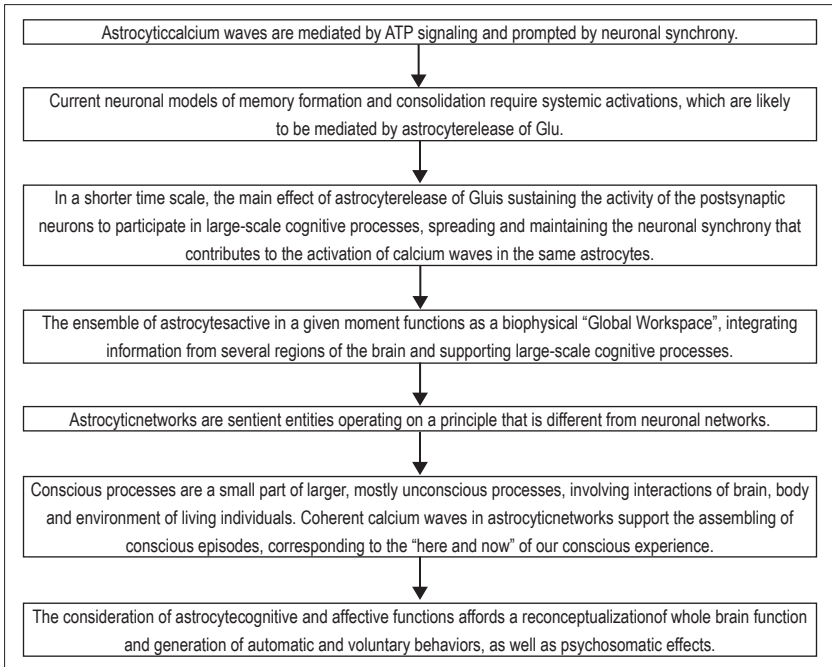 Astrocyticcalcium waves are mediated by ATP signaling and prompted by neuronal synchrony.
Current neuronal models of memory formation and consolidation require systemic activations, which are likely
to be mediated by astrocyterelease of Glu.
In a shorter time scale, the main effect of astrocyterelease of Gluis sustaining the activity of the postsynaptic
neurons to participate in large-scale cognitive processes, spreading and maintaining the neuronal synchrony that
contributes to the activation of calcium waves in the same astrocytes.
The ensemble of astrocytesactive in a given moment functions as a biophysical “Global Workspace”, integrating
information from several regions of the brain and supporting large-scale cognitive processes.
Astrocyticnetworks are sentient entities operating on a principle that is different from neuronal networks.
Conscious processes are a small part of larger, mostly unconscious processes, involving interactions of brain, body
and environment of living individuals. Coherent calcium waves in astrocyticnetworks support the assembling of
conscious episodes, corresponding to the “here and now” of our conscious experience.
The consideration of astrocytecognitive and affective functions affords a reconceptualizationof whole brain function
and generation of automatic and voluntary behaviors, as well as psychosomatic effects.